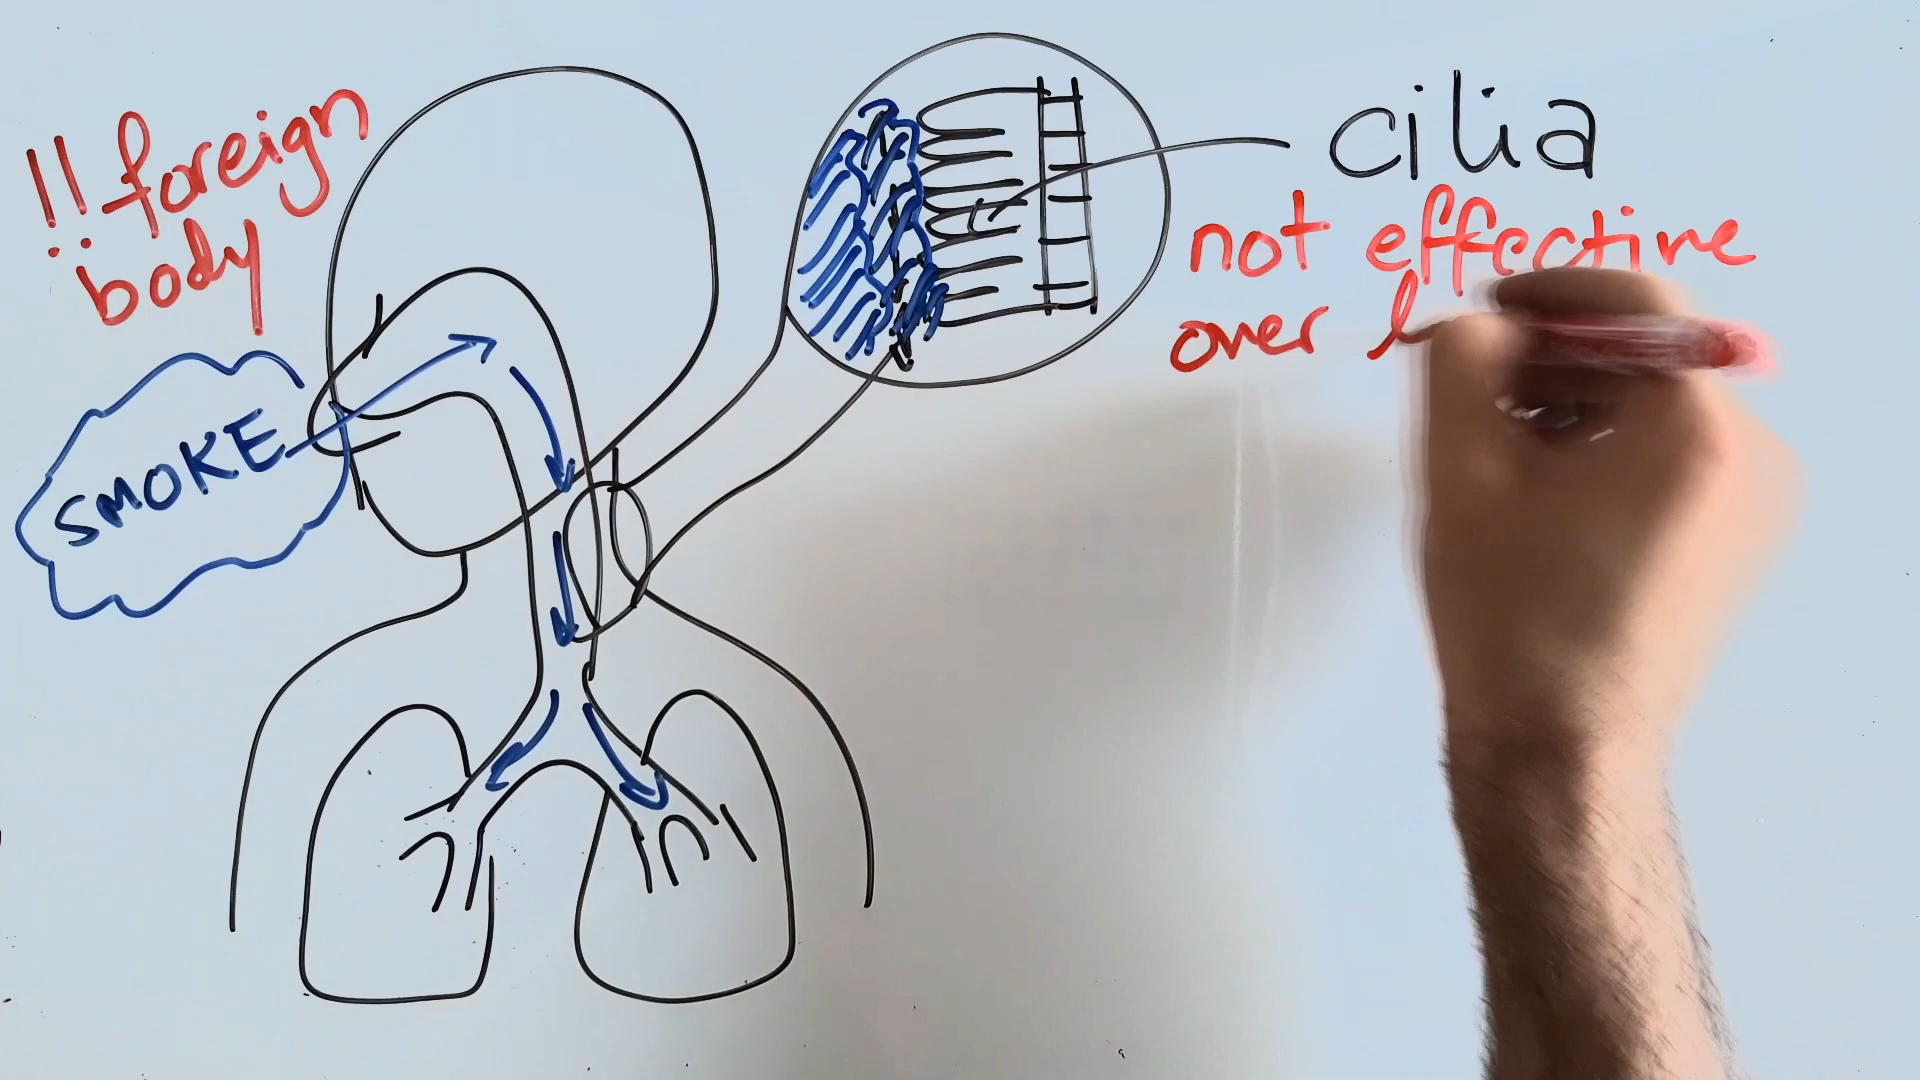 !! foreign
body
SMOKE
cilia
not effective
over